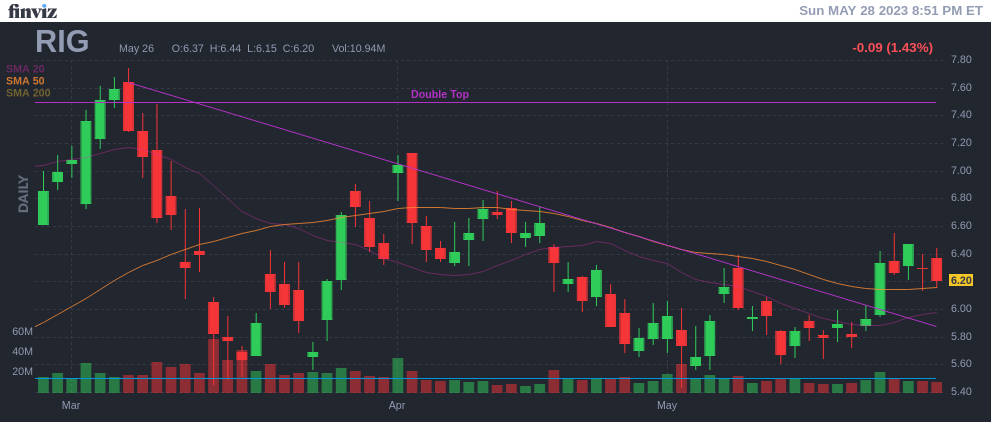 finviz
Sun MAY 28 2023 8:51 PM ET
RIG
May 26 O:6.37 H:6.44 L:6.15 C:6.20 Vol:10.94M
-0.09 (1.43%)
SMA 20
SMA 50
SMA 200
Double Top
DAILY
7.80
7.60
7.40
7.20
7.00
6.80
6.60
6.40
6.20
6.00
5.80
5.60
5.40
60M
40M
20M
Mar Apr May